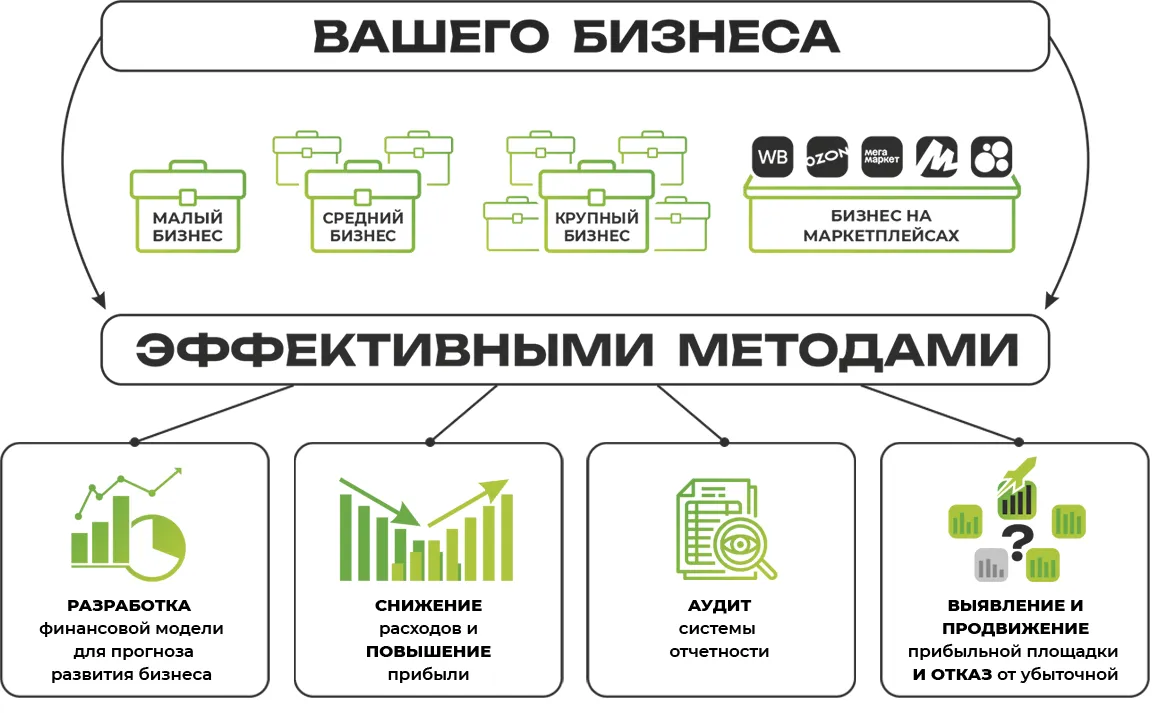 ВАШЕГО БИЗНЕСА
WB
OZON
мега
маркет
МАЛЫЙ
БИЗНЕС
СРЕДНИЙ
БИЗНЕС
КРУПНЫЙ
БИЗНЕС
БИЗНЕС НА
МАРКЕТПЛЕЙСАХ
ЭФФЕКТИВНЫМИ МЕТОДАМИ
РАЗРАБОТКА
финансовой модели
для прогноза
развития бизнеса
СНИЖЕНИЕ
расходов и
ПОВЫШЕНИЕ
прибыли
АУДИТ
системы
отчетности
?
ВЫЯВЛЕНИЕ И
ПРОДВИЖЕНИЕ
прибыльной площадки
И ОТКАЗ от убыточной